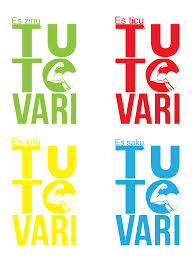 Es zinu
TU
TO
VARI
Es ticu
TU
TO
VARI
Es
TU
TO
VARI
Es saku
TU
TO
VARI